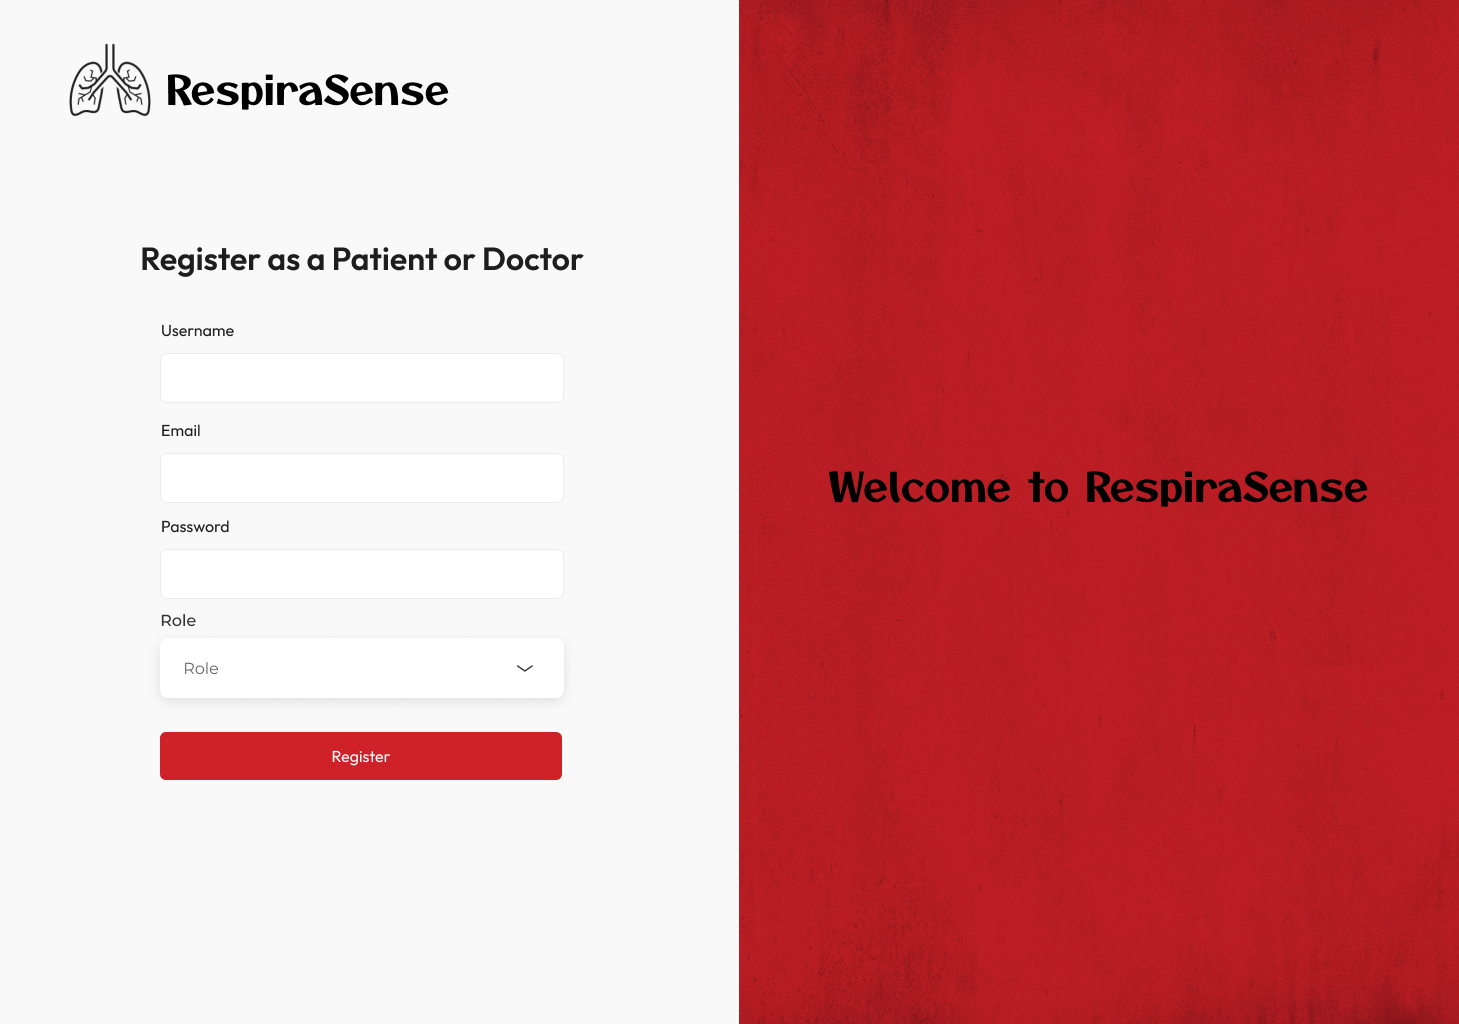 RespiraSense
Register as a Patient or Doctor
Username
Email
Password
Role
Role
Register
Welcome to RespiraSense